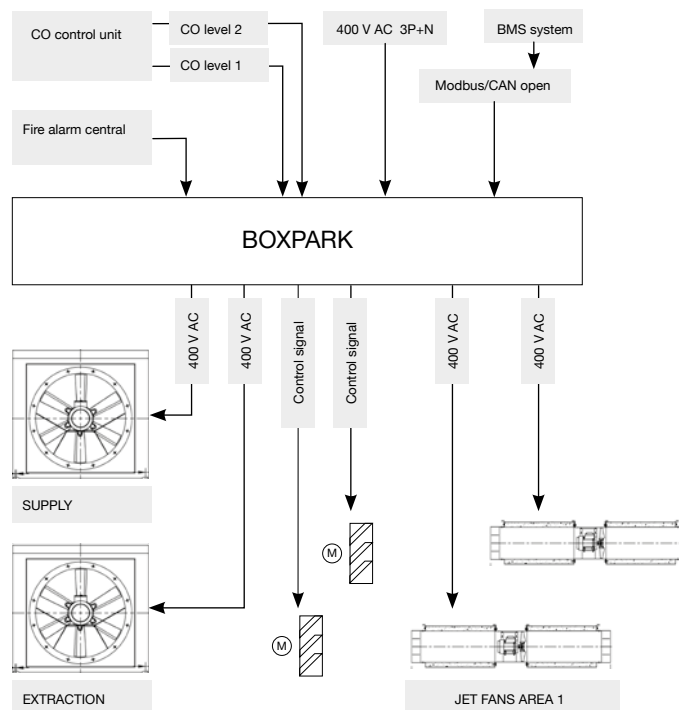 CO control unit
CO level 2
CO level 1
400 V AC 3P+N
BMS system
Modbus/CAN open
Fire alarm central
BOXPARK
400 V AC
400 V AC
Control signal
Control signal
400 V AC
400 V AC
SUPPLY
M
M
EXTRACTION
JET FANS AREA 1